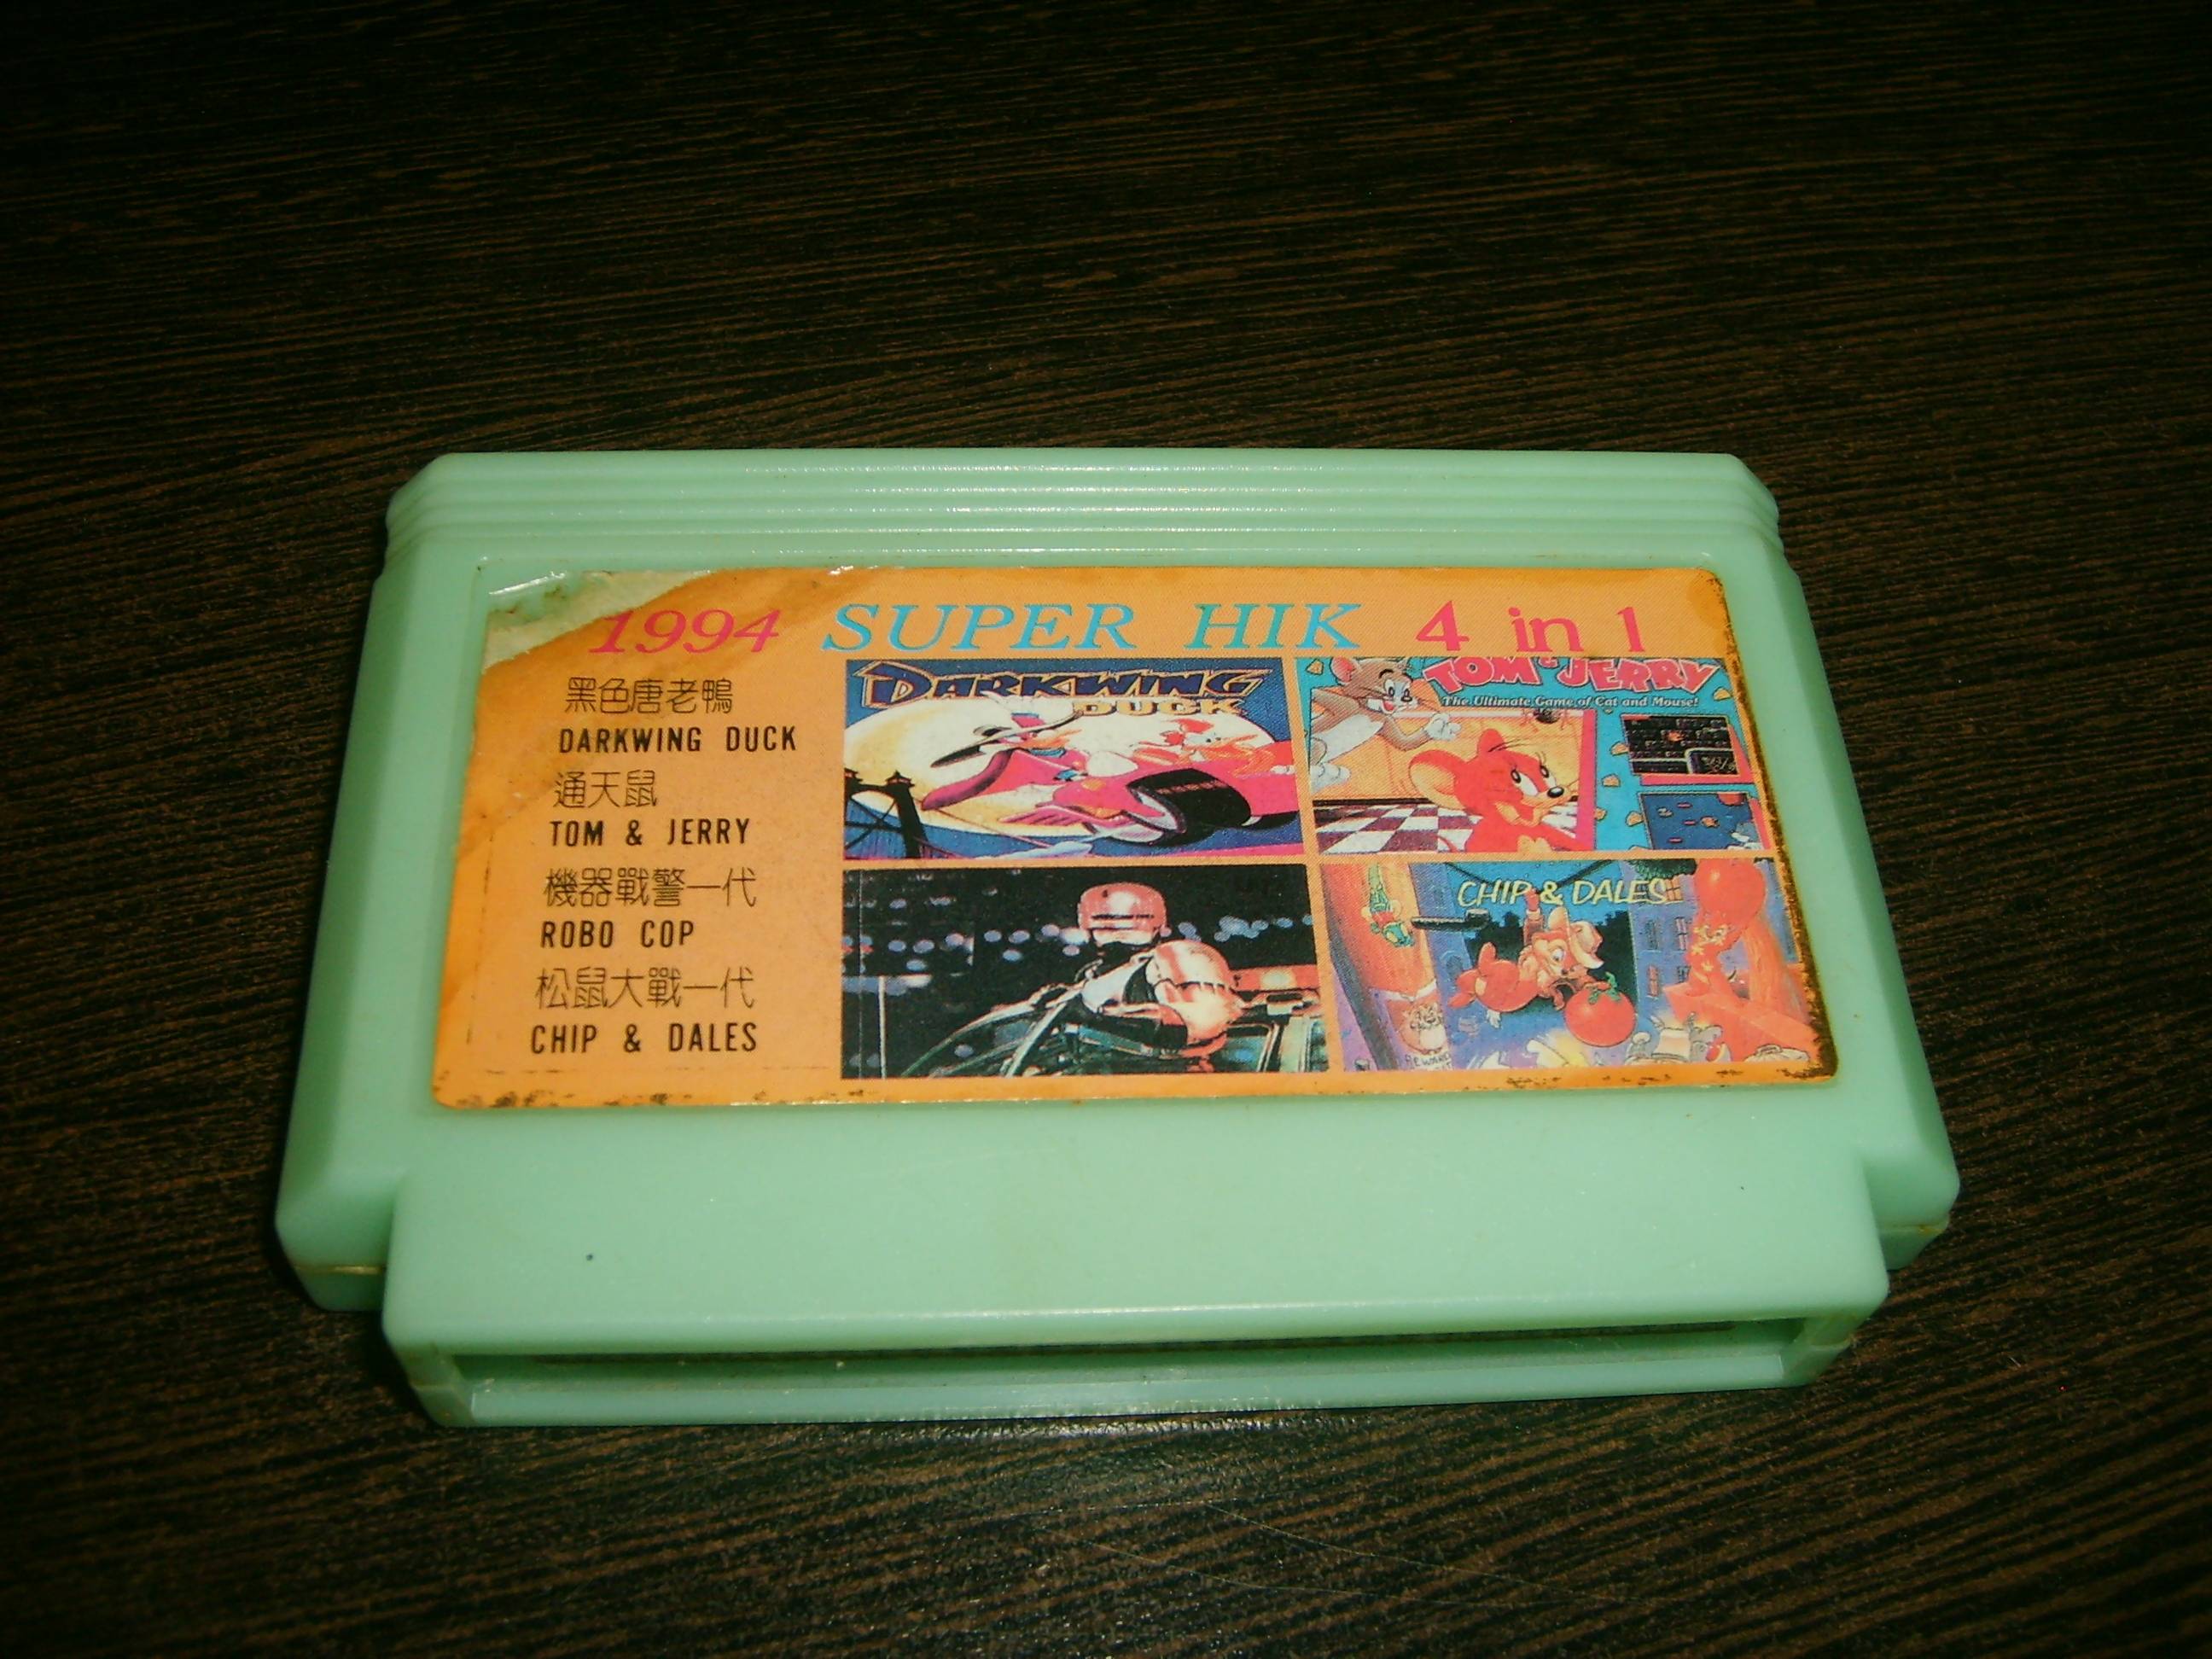 1994 SUPER HIK 4 in 1
黑色唐老鴨
DARKWING DUCK
通天鼠
TOM & JERRY
機器戰警一代
ROBO COP
松鼠大戰一代
CHIP & DALES
DARKWING
DUCK
TOM & JERRY
The Ultimate Game of Cat and Mouse!
CHIP & DALES
REWARD